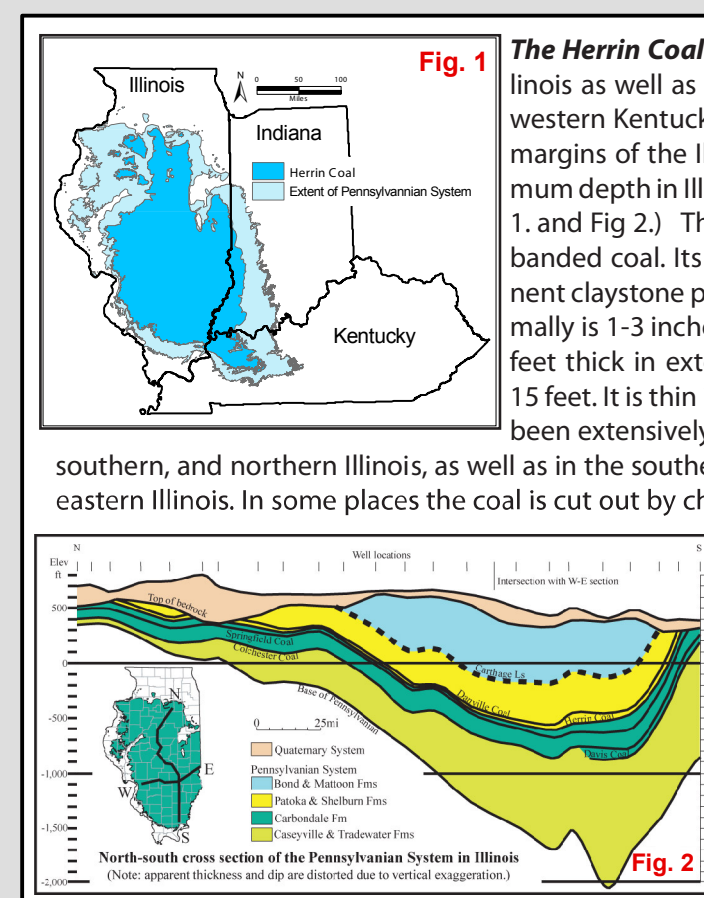 Fig. 1
Illinois
N
0 50 100
Miles
Indiana
Herrin Coal
Extent of Pennsylvannian System
Kentucky
The Herrin Coal
linois as well as
western Kentuck
margins of the Il
mum depth in Ill
1. and Fig 2.) Th
banded coal. Its
nent claystone p
mally is 1-3 inche
feet thick in exte
15 feet. It is thin
been extensively
southern, and northern Illinois, as well as in the southe
eastern Illinois. In some places the coal is cut out by ch
N
Well locations
S
Elev
ft
Intersection with W-E section
Top of bedrock
500
Springfield Coal
Colchester Coal
0
Carthage Ls
Base of Pennsylvanian
Danville Coal
Herrin Coal
Davis Coal
-500
-1,000
-1,500
-2,000
N
E
W
S
0 25mi
Quaternary System
Pennsylvanian System
Bond & Mattoon Fms
Patoka & Shelburn Fms
Carbondale Fm
Caseyville & Tradewater Fms
North-south cross section of the Pennsylvanian System in Illinois
(Note: apparent thickness and dip are distorted due to vertical exaggeration.)
Fig. 2